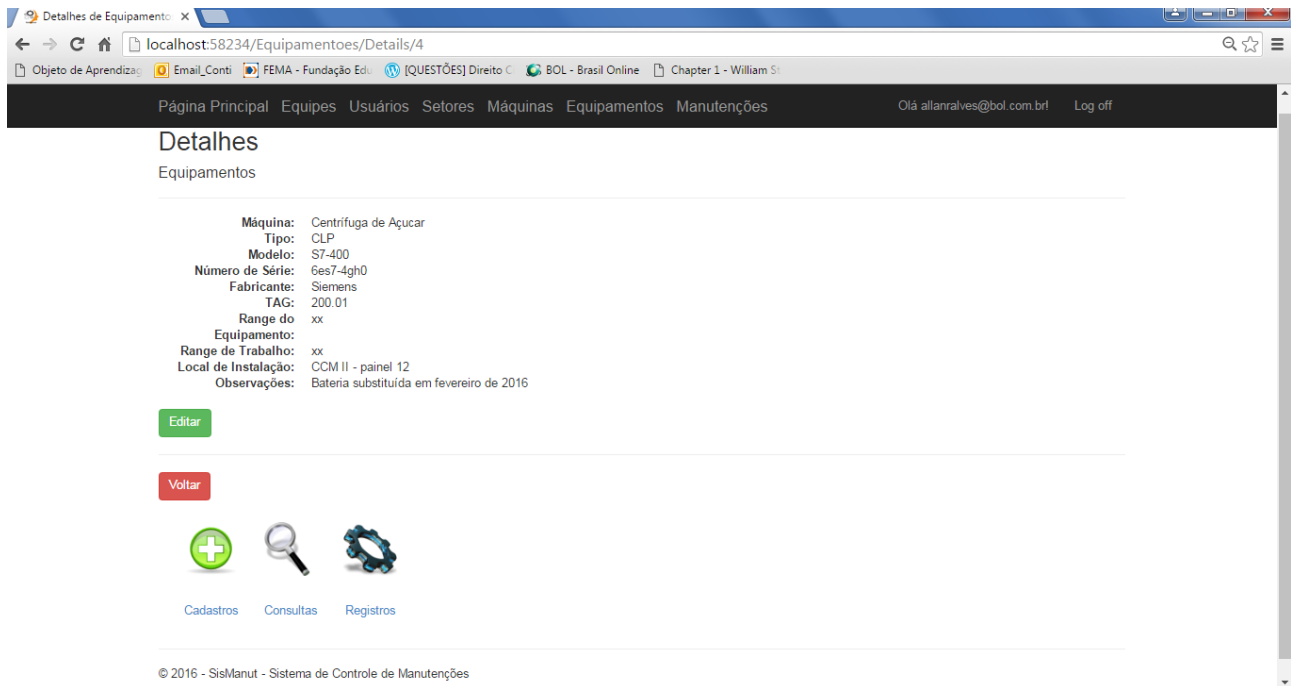 Detalhes de Equipamento
localhost:58234/Equipamentoes/Details/4
Objeto de Aprendizag Email_Conti FEMA - Fundação Edu [QUESTÕES] Direito C BOL - Brasil Online Chapter 1 - William St
Página Principal Equipes Usuários Setores Máquinas Equipamentos Manutenções Olá allanralves@bol.com.br! Log off
Detalhes
Equipamentos
Máquina: Centrífuga de Açucar
Tipo: CLP
Modelo: S7-400
Número de Série: 6es7-4gh0
Fabricante: Siemens
TAG: 200.01
Range do xx
Equipamento:
Range de Trabalho: xx
Local de Instalação: CCM II - painel 12
Observações: Bateria substituída em fevereiro de 2016
Editar
Voltar
Cadastros Consultas Registros
© 2016 - SisManut - Sistema de Controle de Manutenções